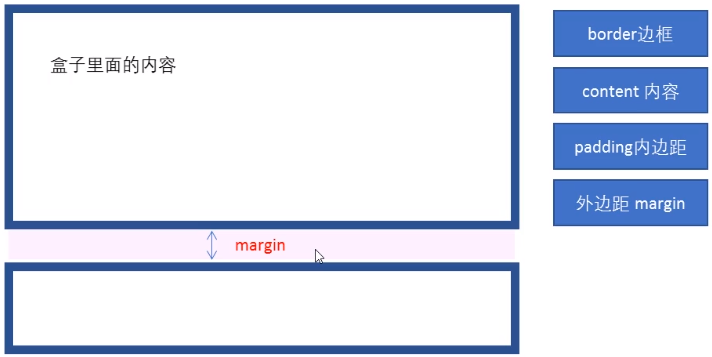 盒子里面的内容
margin
border边框
content 内容
padding内边距
外边距 margin